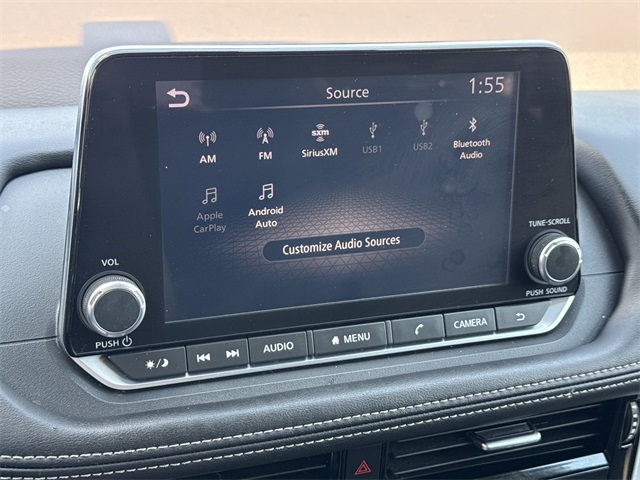 Source
1:55
AM
FM
sxm
SiriusXM
USB1
USB2
Bluetooth
Audio
Apple
CarPlay
Android
Auto
Customize Audio Sources
VOL
PUSH
TUNE·SCROLL
PUSH SOUND
AUDIO
MENU
CAMERA